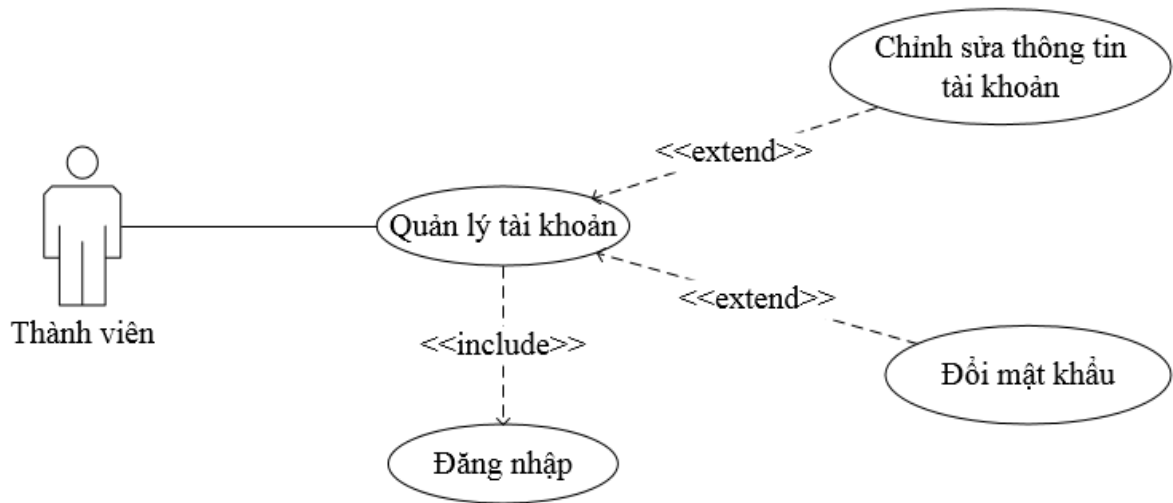 Chỉnh sửa thông tin
tài khoản
<<extend>>
Quản lý tài khoản
<<extend>>
Thành viên
<<include>>
Đổi mật khẩu
Đăng nhập